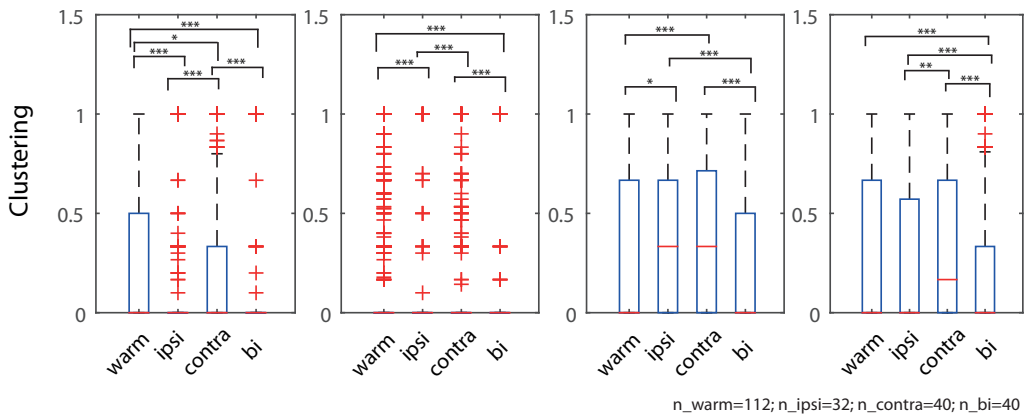 Clustering
1.5
1
0.5
0
***
*
***
***
***
warm
ipsi
contra
bi
1.5
1
0.5
0
***
***
***
***
warm
ipsi
contra
bi
1.5
1
0.5
0
***
***
*
***
warm
ipsi
contra
bi
1.5
1
0.5
0
***
***
**
***
warm
ipsi
contra
bi
n_warm=112; n_ipsi=32; n_contra=40; n_bi=40